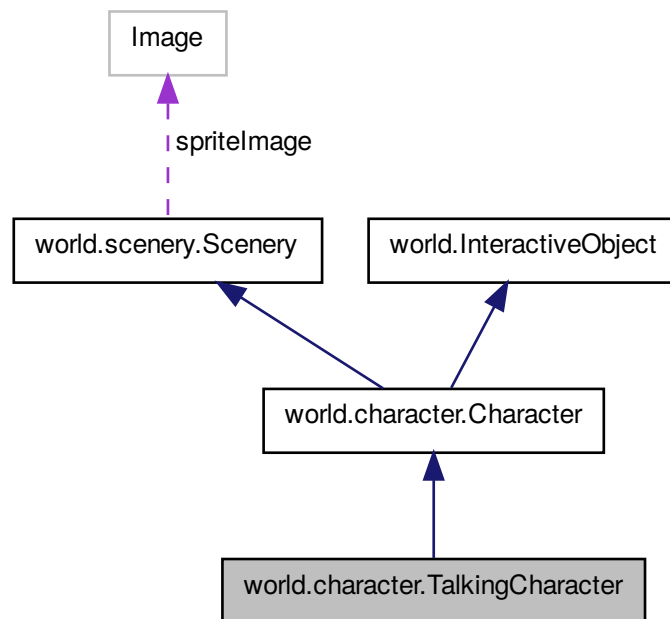 Image
spriteImage
world.scenery.Scenery
world.InteractiveObject
world.character.Character
world.character.TalkingCharacter